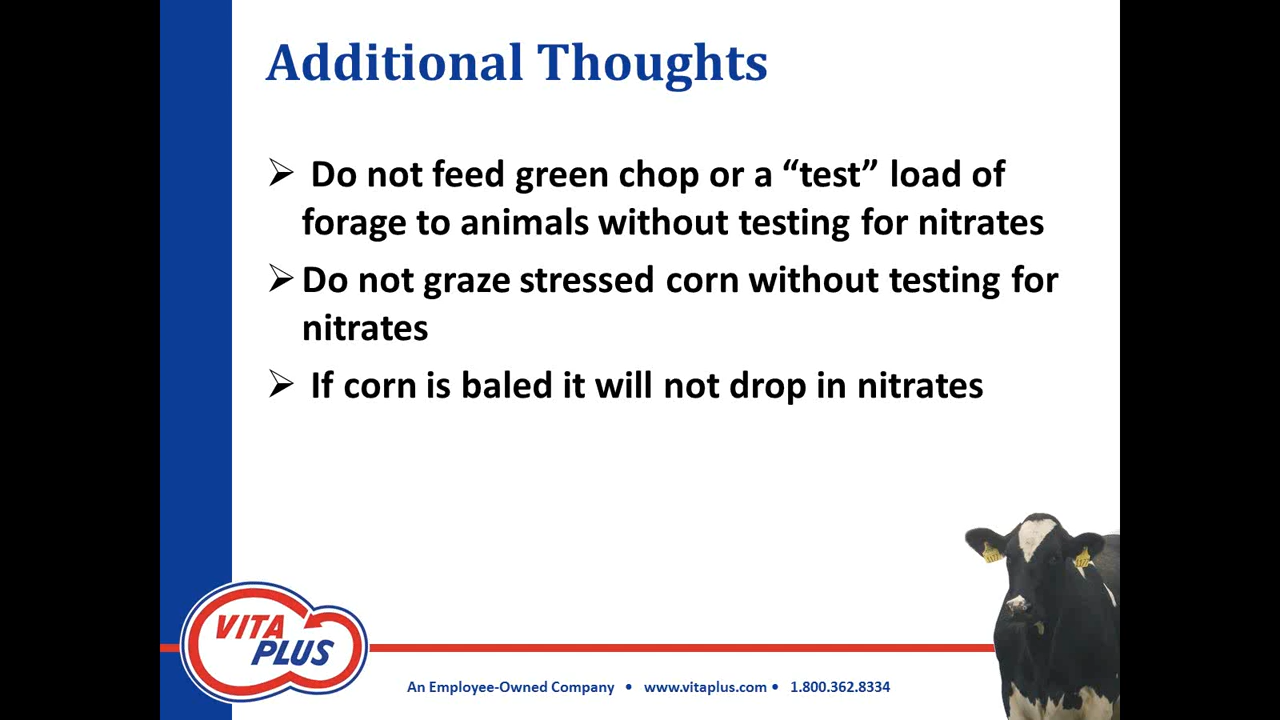 Additional Thoughts
➢ Do not feed green chop or a “test” load of
forage to animals without testing for nitrates
➢ Do not graze stressed corn without testing for
nitrates
➢ If corn is baled it will not drop in nitrates
VITA
PLUS
An Employee-Owned Company • www.vitaplus.com • 1.800.362.8334